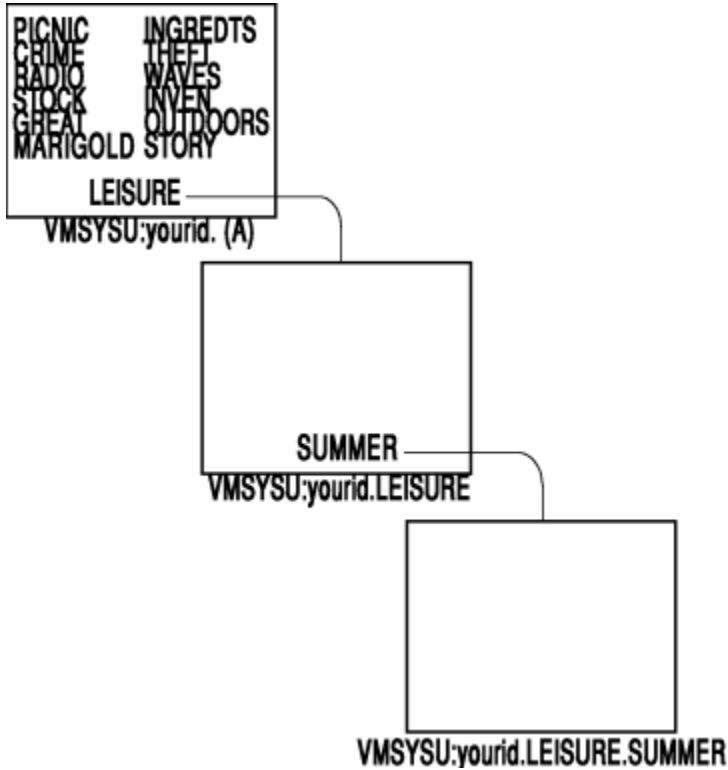 PICNIC INGREDTS
CRIME THEFT
RADIO WAVES
STOCK INVEN
GREAT OUTDOORS
MARIGOLD STORY
LEISURE
VMSYSU:yourid. (A)
SUMMER
VMSYSU:yourid.LEISURE
VMSYSU:yourid.LEISURE.SUMMER